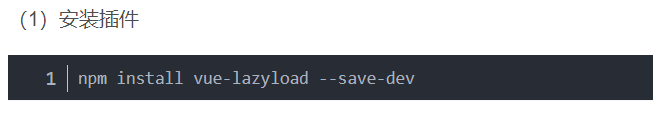 （1）安装插件
1 npm install vue-lazyload --save-dev